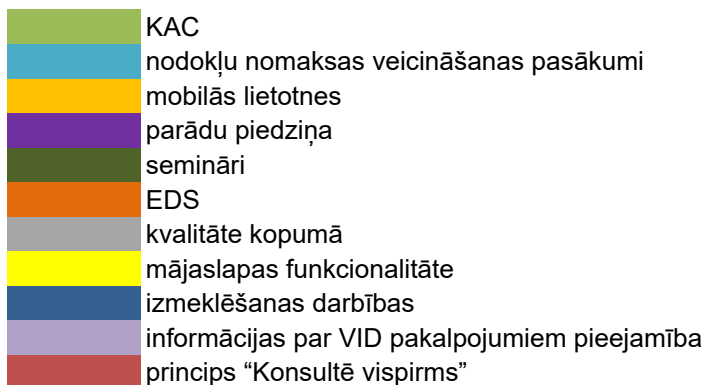 KAC
nodokļu nomaksas veicināšanas pasākumi
mobilās lietotnes
parādu piedziņa
semināri
EDS
kvalitāte kopumā
mājaslapas funkcionalitāte
izmeklēšanas darbības
informācijas par VID pakalpojumiem pieejamība
princips “Konsultē vispirms”